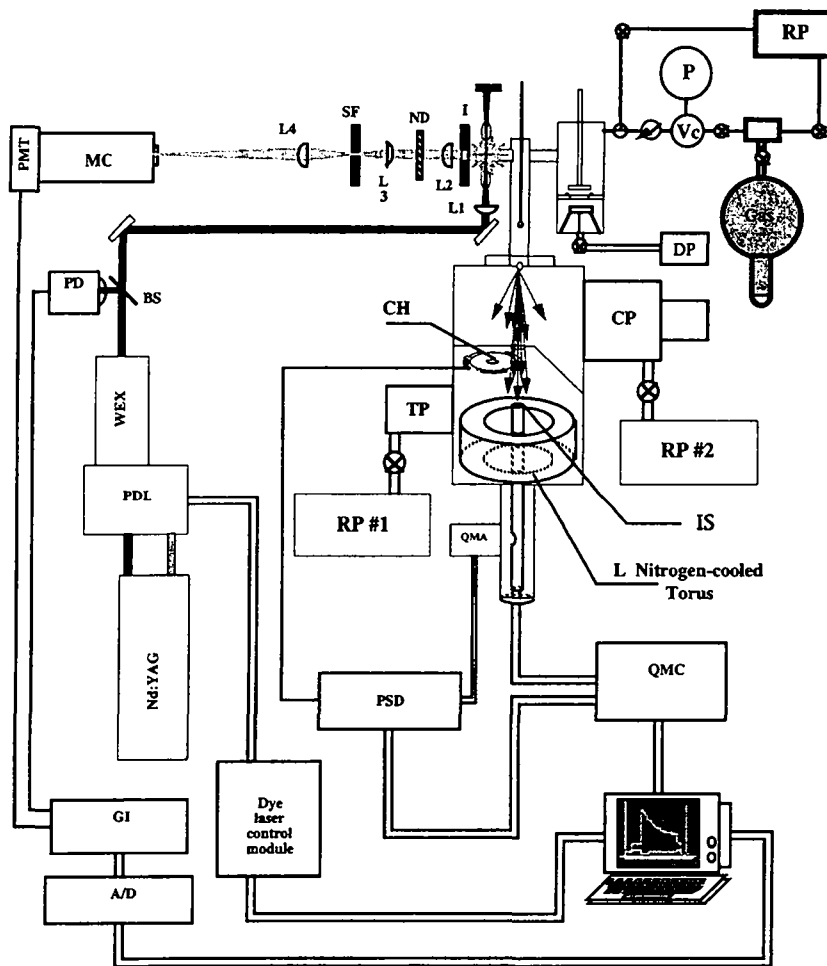 RP
P
SF
ND
I
L4
PMT
MC
Vc
L
3
L2
L1
Gas
DP
PD
BS
CH
CP
WEX
TP
RP #2
PDL
RP #1
IS
QMA
L Nitrogen-cooled
Torus
Nd:YAG
QMC
PSD
Dye
laser
control
module
GI
A/D